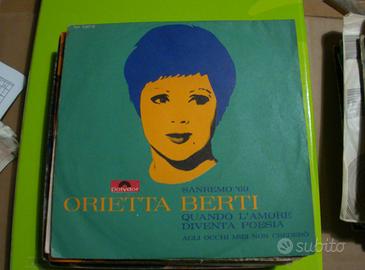 Polydor
SANREMO '69
ORIETTA BERTI
QUANDO L'AMORE
DIVENTA POESIA
AGLI OCCHI MIEI NON CREDERÒ
subito